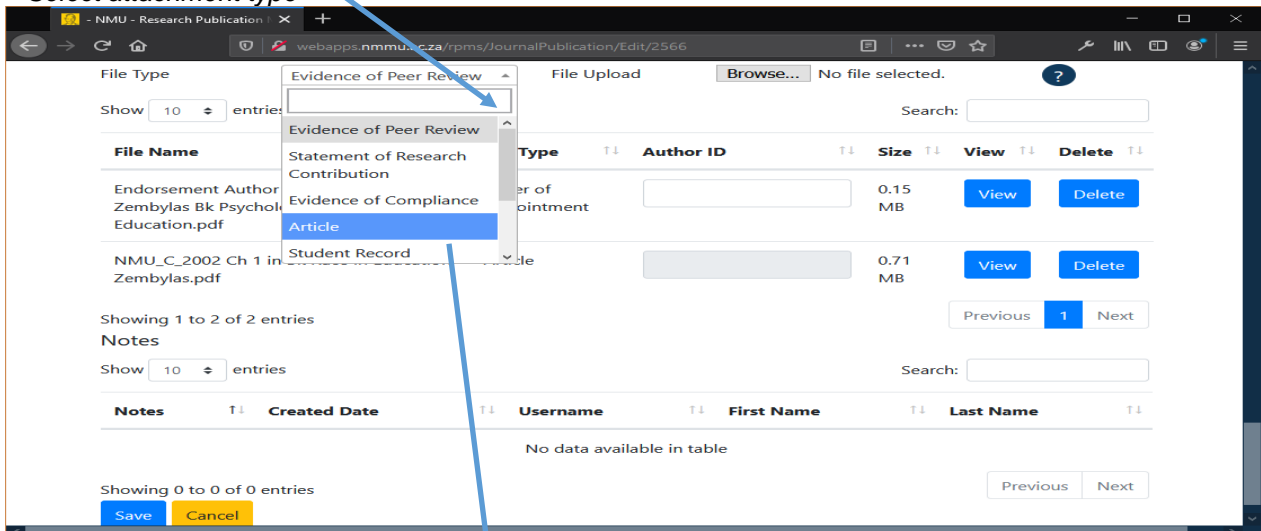 Select attachment type
- NMU - Research Publication
webapps.nmmu.ac.za/rpms/JournalPublication/Edit/2566
File Type Evidence of Peer Review File Upload Browse... No file selected. ?
Show 10 entries Search:
Evidence of Peer Review
Statement of Research
Contribution
Evidence of Compliance
Article
Student Record
File Name Type Author ID Size View Delete
Endorsement Author
Zembylas Bk
Education.pdf
er of
ointment
0.15
MB
View Delete
NMU_C_2002 Ch 1 in
Zembylas.pdf
0.71
MB
View Delete
Showing 1 to 2 of 2 entries Previous 1 Next
Notes
Show 10 entries Search:
Notes Created Date Username First Name Last Name
No data available in table
Showing 0 to 0 of 0 entries Previous Next
Save Cancel